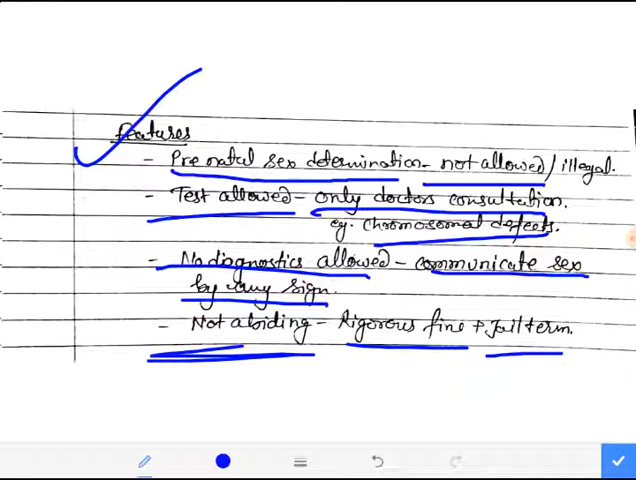 Features
- Pre natal sex determination - not allowed / illegal.
- Test allowed - only doctors consultation.
eg. chromosomal defects.
- No diagnostics allowed - communicate sex
by any sign.
- Not abiding - Rigorous fine + Jail term.